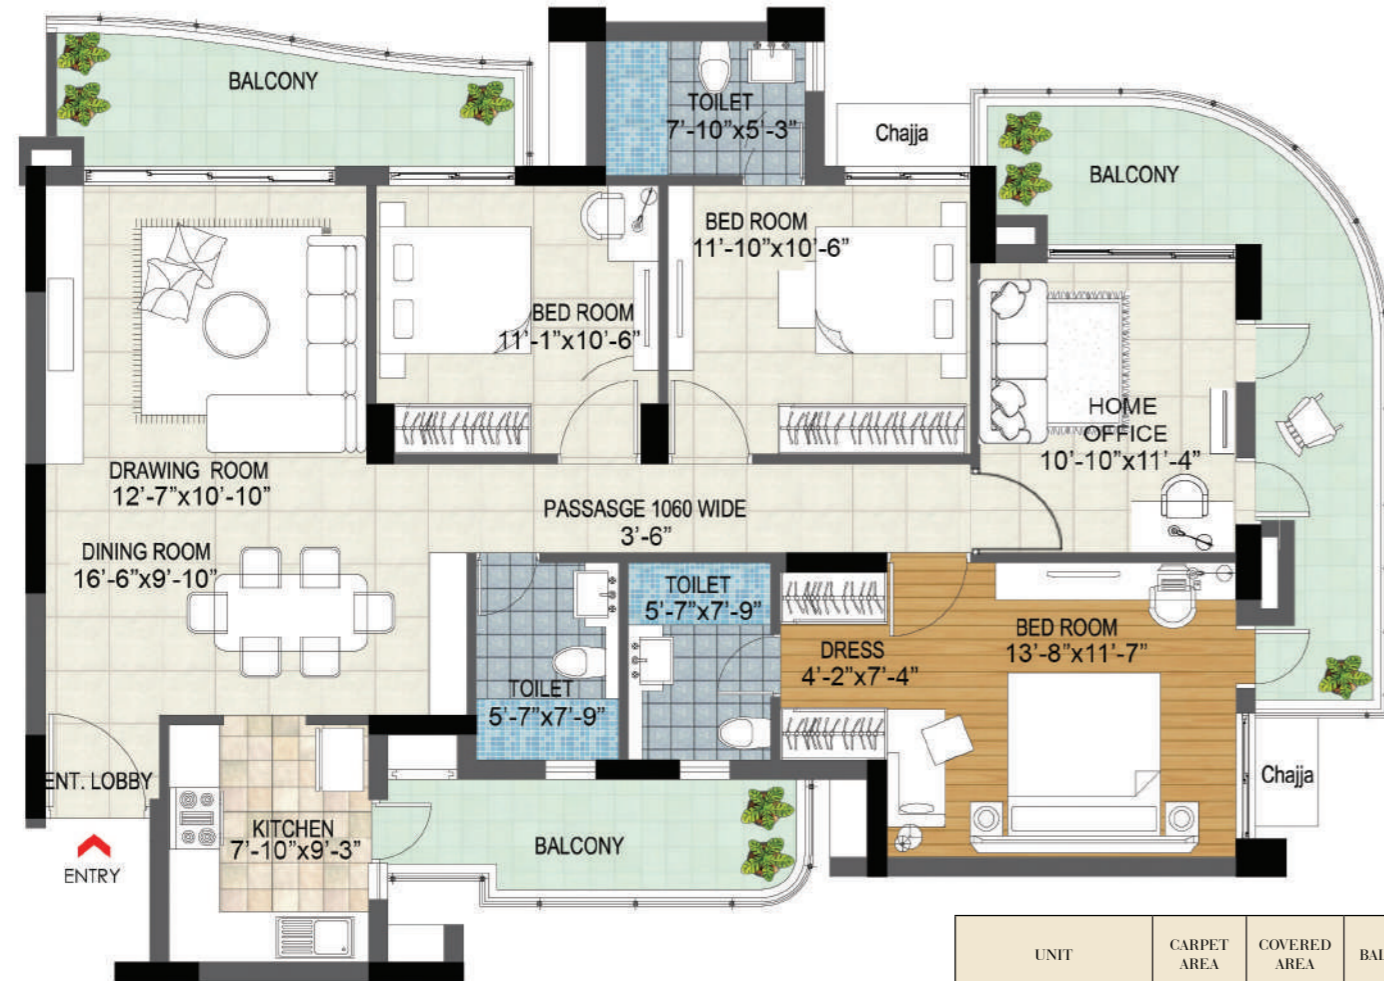 BALCONY
TOILET
7'-10”x5'-3”
Chajja
BALCONY
BED ROOM
11'-10”x10'-6”
BED ROOM
11'-1”x10'-6”
HOME
OFFICE
10'-10”x11'-4”
DRAWING ROOM
12'-7”x10'-10”
PASSASGE 1060 WIDE
3'-6”
DINING ROOM
16'-6”x9'-10”
TOILET
5'-7”x7'-9”
BED ROOM
13'-8”x11'-7”
DRESS
4'-2”x7'-4”
TOILET
5'-7”x7'-9”
ENT. LOBBY
Chajja
KITCHEN
7'-10”x9'-3”
BALCONY
ENTRY
UNIT
CARPET
AREA
COVERED
AREA